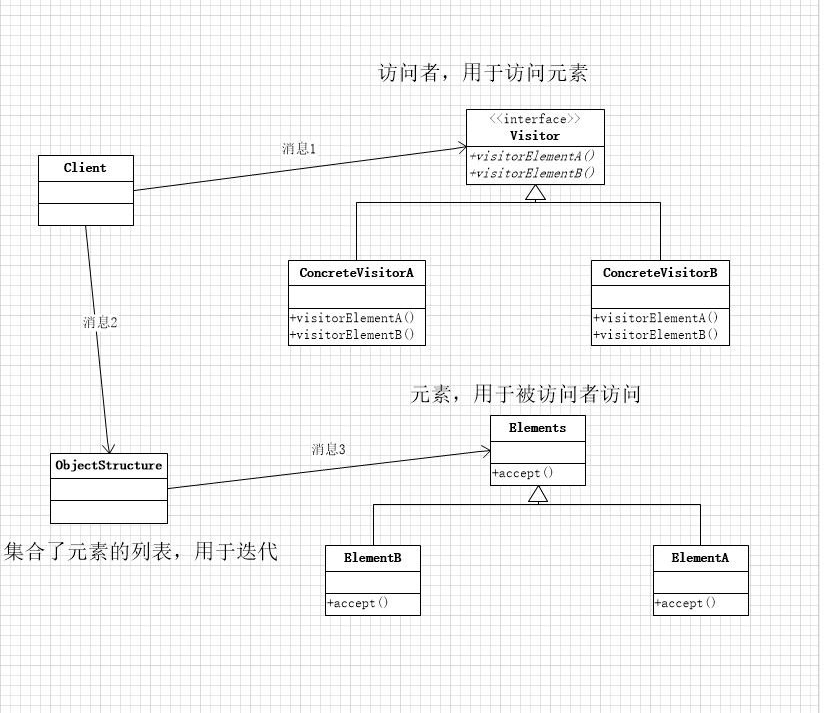 访问者，用于访问元素
<<interface>>
Visitor
+visitorElementA()
+visitorElementB()
消息1
Client
ConcreteVisitorA
+visitorElementA()
+visitorElementB()
ConcreteVisitorB
+visitorElementA()
+visitorElementB()
消息2
元素，用于被访问者访问
Elements
+accept()
消息3
ObjectStructure
集合了元素的列表，用于迭代
ElementB
+accept()
ElementA
+accept()